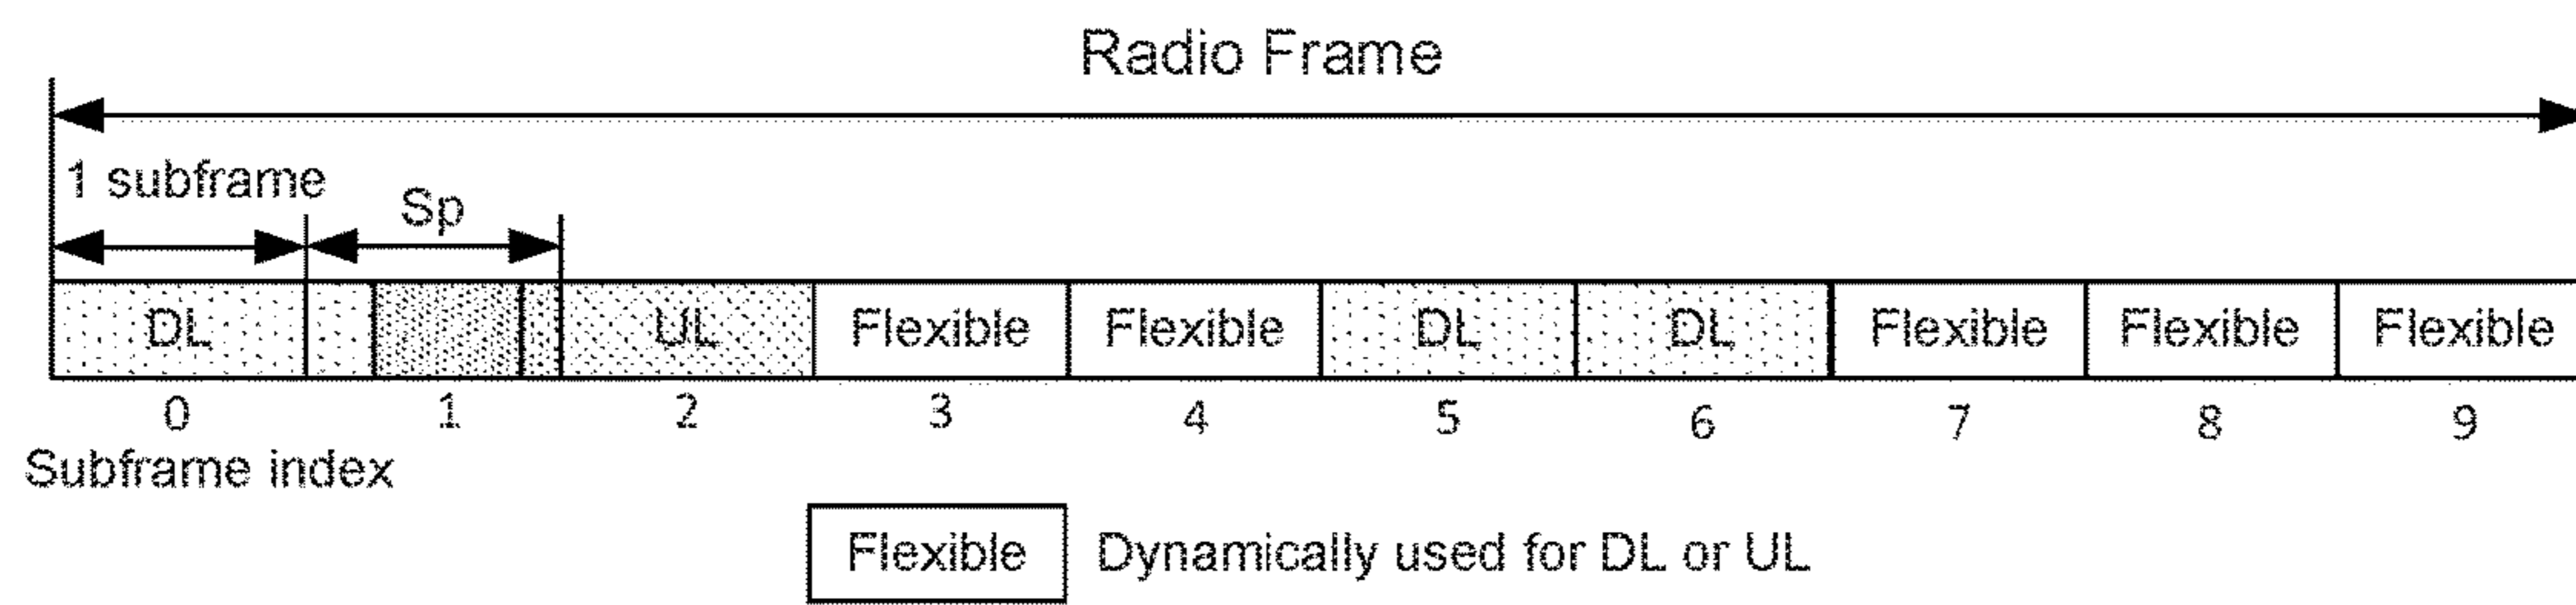 Radio Frame
1 subframe
Sp
DL UL Flexible Flexible DL DL Flexible Flexible Flexible
0 1 2 3 4 5 6 7 8 9
Subframe index
Flexible Dynamically used for DL or UL